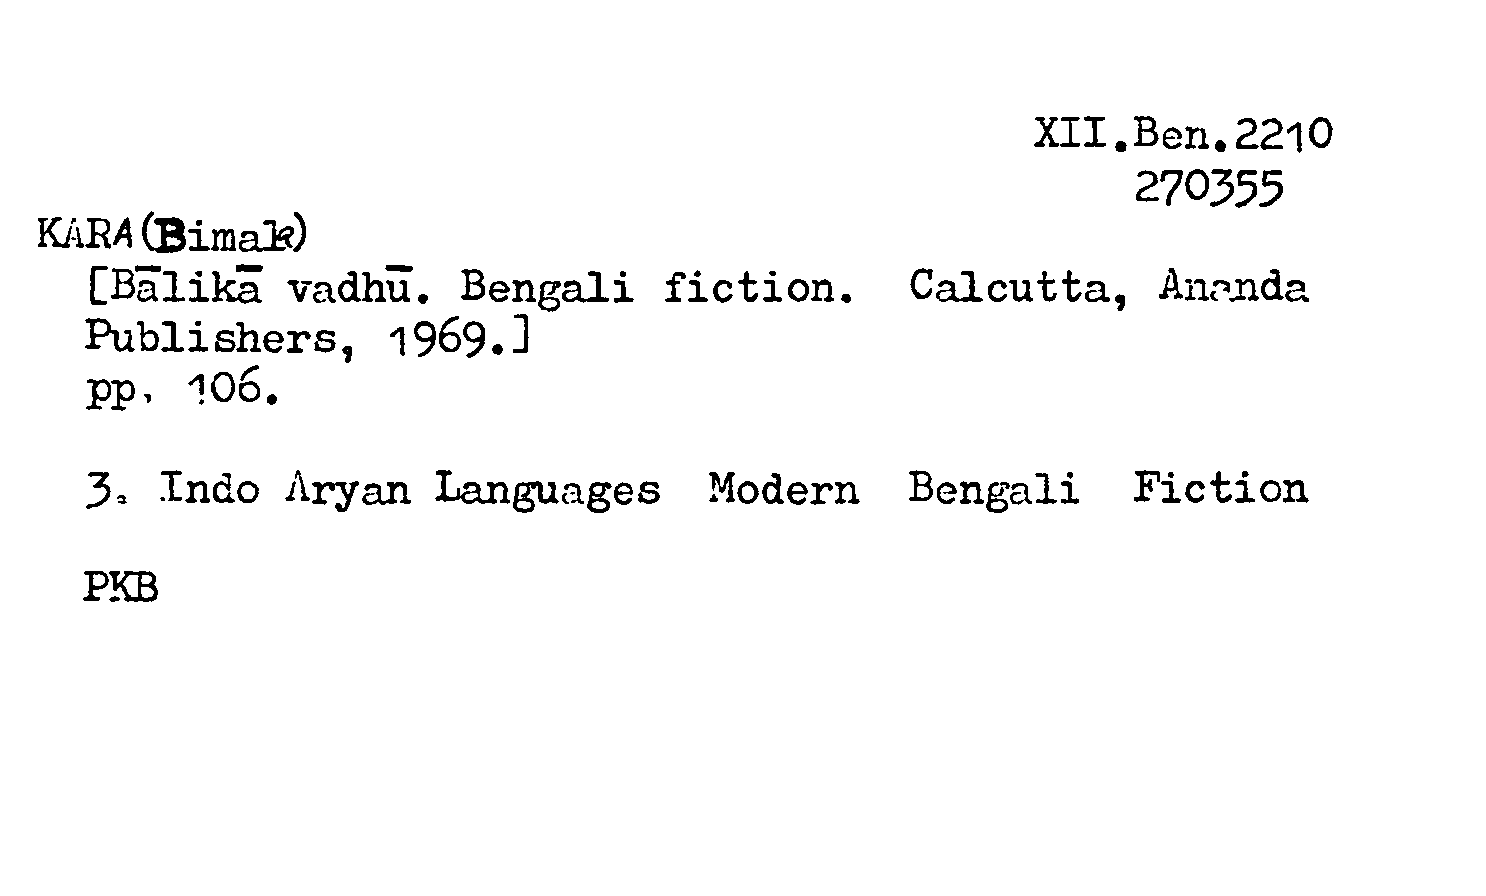 XII.Ben.2210
270355
KARA(Bimak)
[Bālikā vadhū. Bengali fiction. Calcutta, Ananda
Publishers, 1969.]
pp. 106.
3. Indo Aryan Languages Modern Bengali Fiction
PKB